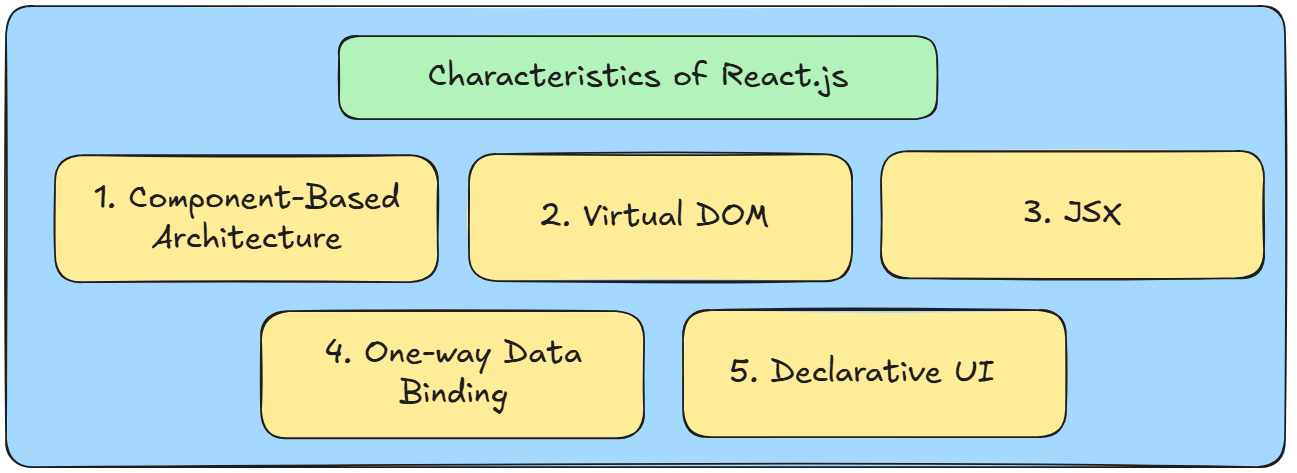 Characteristics of React.js
1. Component-Based
Architecture
2. Virtual DOM
3. JSX
4. One-way Data
Binding
5. Declarative UI